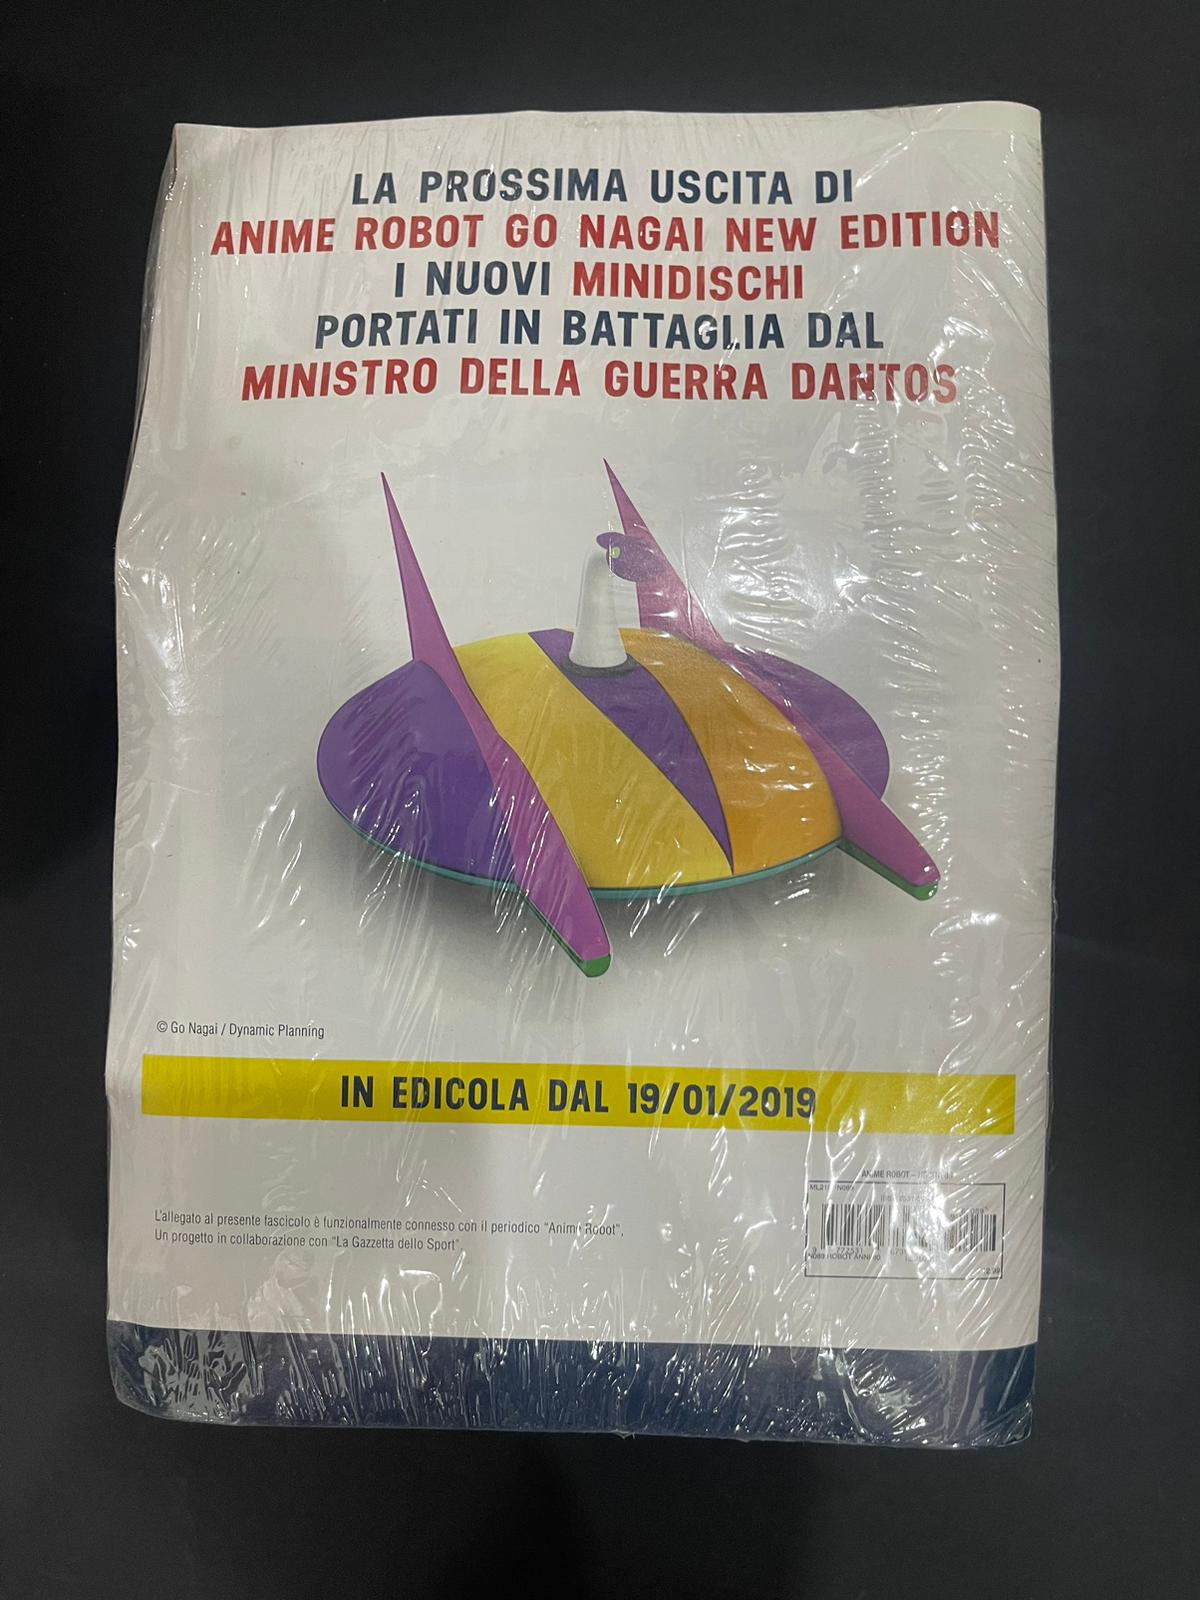 LA PROSSIMA USCITA DI
ANIME ROBOT GO NAGAI NEW EDITION
I NUOVI MINIDISCHI
PORTATI IN BATTAGLIA DAL
MINISTRO DELLA GUERRA DANTOS
© Go Nagai / Dynamic Planning
IN EDICOLA DAL 19/01/2019
ANIME ROBOT
L'allegato al presente fascicolo è funzionalmente connesso con il periodico "Anime Robot",
Un progetto in collaborazione con "La Gazzetta dello Sport"